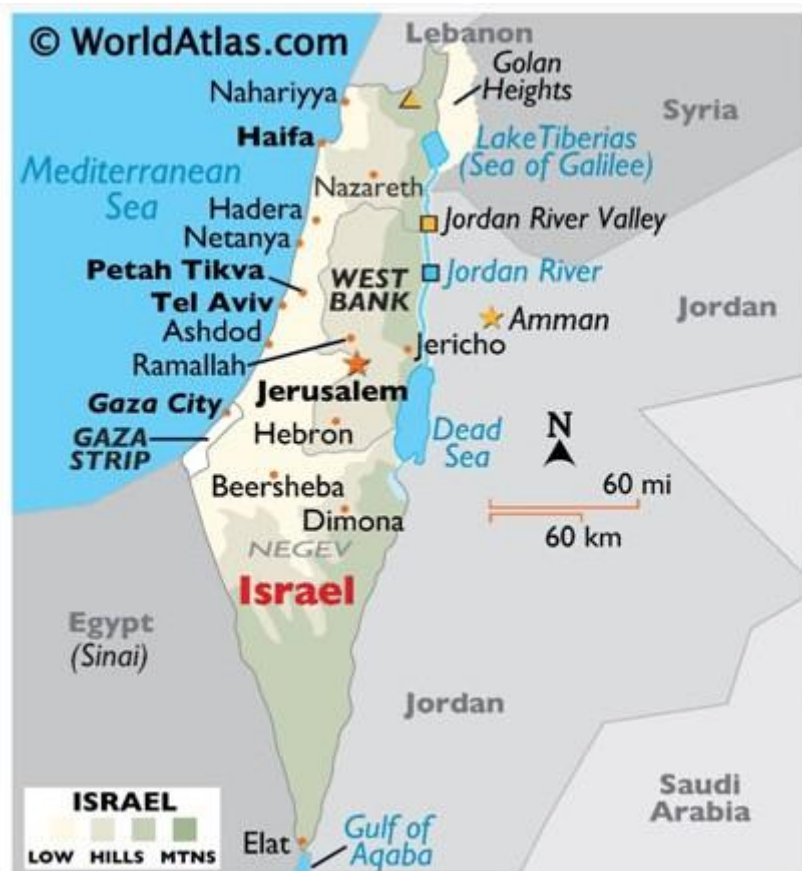 © WorldAtlas.com
Lebanon
Golan
Heights
Nahariyya
Syria
Haifa
Lake Tiberias
(Sea of Galilee)
Mediterranean
Sea
Nazareth
Hadera
Jordan River Valley
Netanya
Petah Tikva
WEST
BANK
Jordan River
Tel Aviv
Jordan
Amman
Ashdod
Jericho
Ramallah
Jerusalem
Gaza City
N
Hebron
Dead
Sea
GAZA
STRIP
Beersheba
60 mi
Dimona
60 km
NEGEV
Israel
Egypt
(Sinai)
Jordan
Saudi
Arabia
ISRAEL
LOW HILLS MTNS
Elat
Gulf of
Aqaba